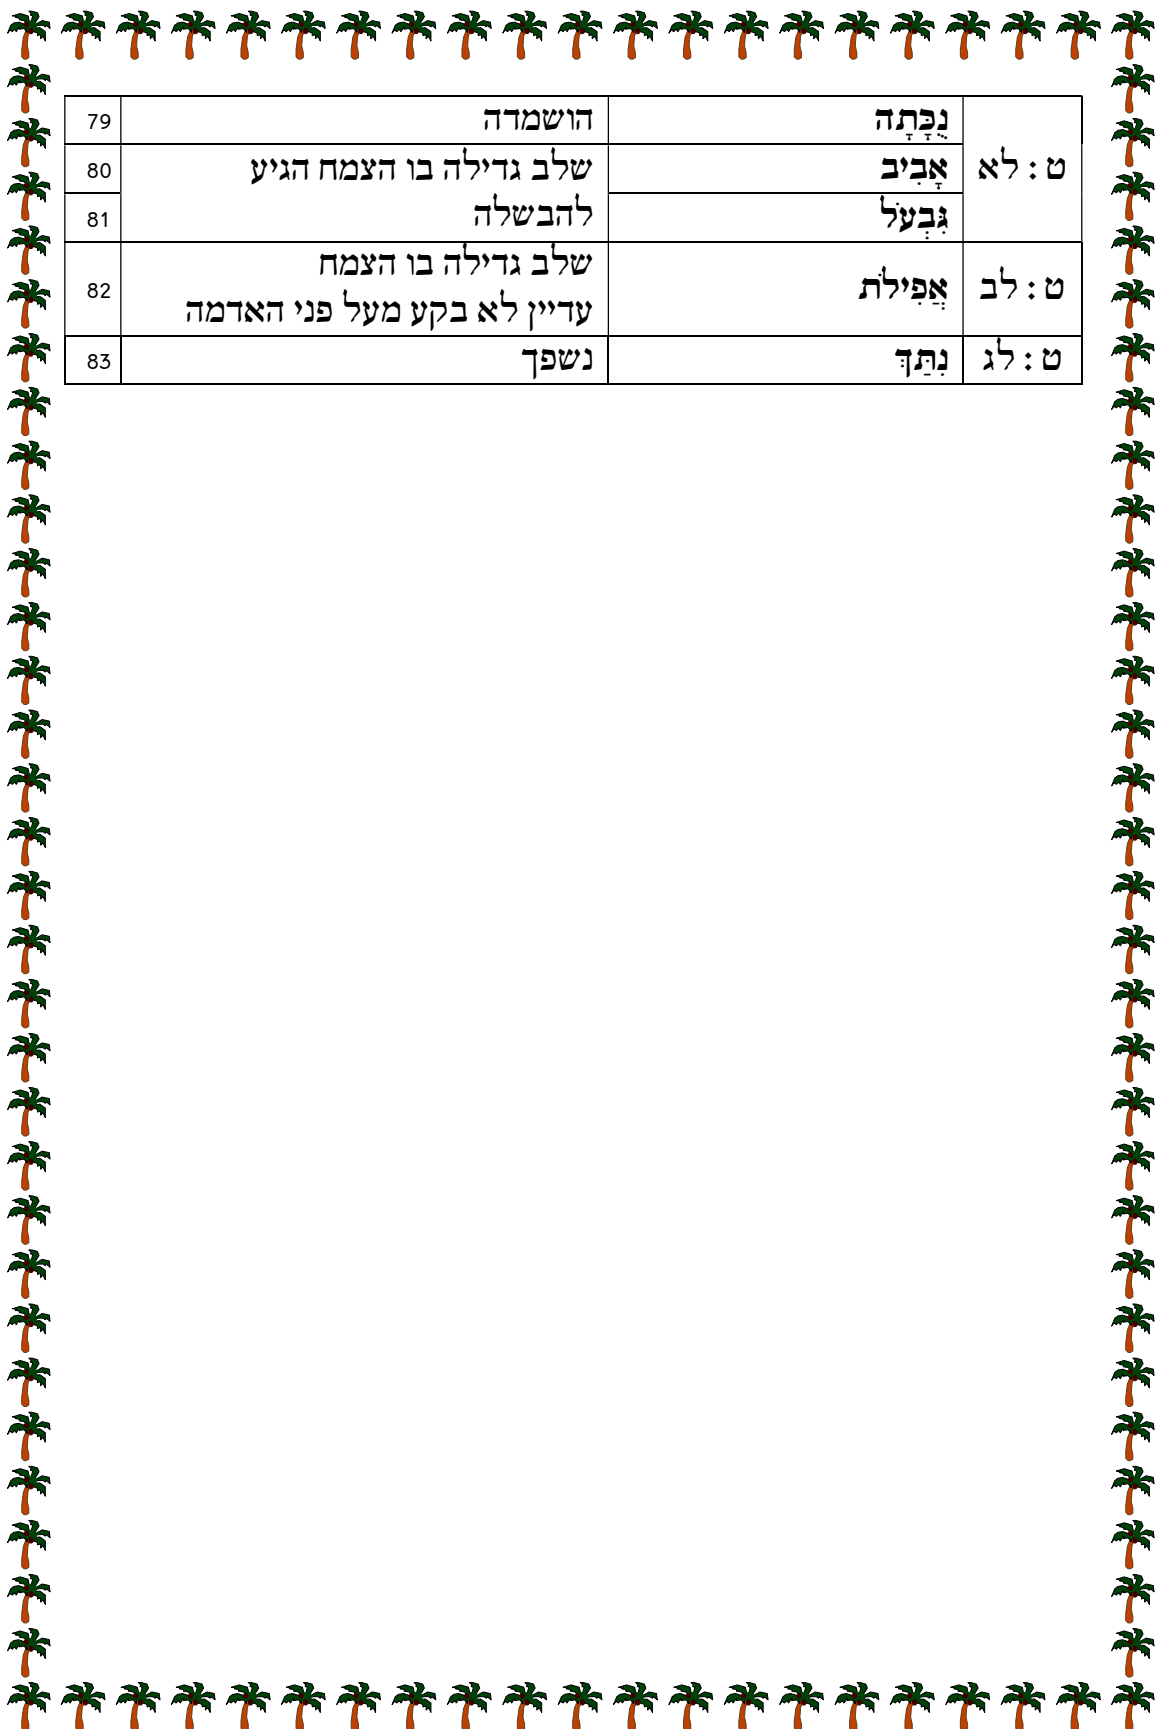 ט: לא נֻכָּתָה הושמדה 79
אָבִיב שלב גדילה בו הצמח הגיע 80
גִּבְעֹל להבשלה 81
ט: לב אֲפִילֹת שלב גדילה בו הצמח 82
עדיין לא בקע מעל פני האדמה
ט: לג נִתַּךְ נשפך 83